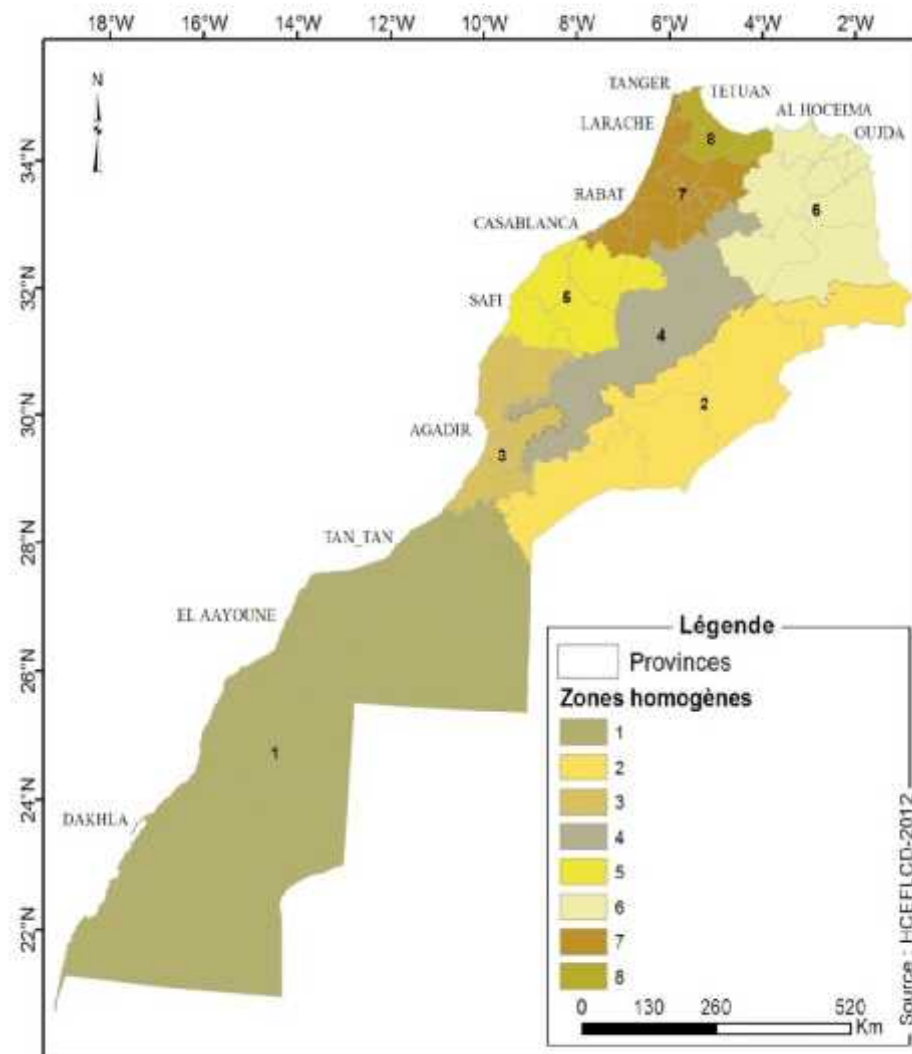 18°W 16°W 14°W 12°W 10°W 8°W 6°W 4°W 2°W
N
TANGER
TETUAN
AL HOCEIMA
LARACHE
OUJDA
34°N
8
RABAT
7
6
CASABLANCA
32°N
SAFI
5
4
30°N
2
AGADIR
3
28°N
TAN_TAN
EL AAYOUNE
26°N
1
24°N
DAKHLA
22°N
Légende
Provinces
Zones homogènes
1
2
3
4
5
6
7
8
0 130 260 520
Km
Source : HCEFLCD-2012